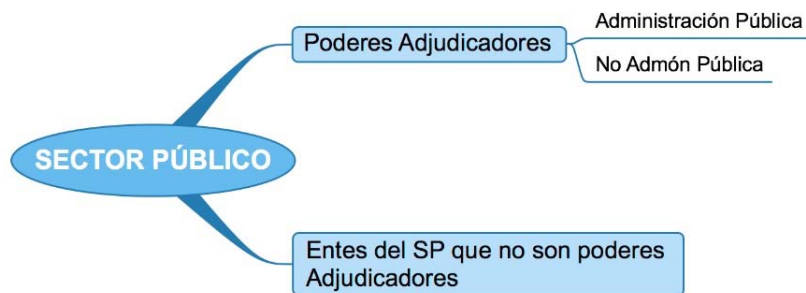 Administración Pública
Poderes Adjudicadores
No Admón Pública
SECTOR PÚBLICO
Entes del SP que no son poderes
Adjudicadores